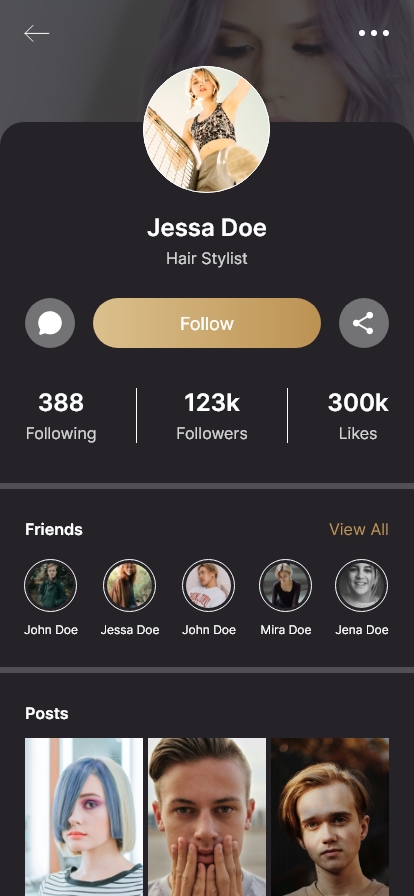 Jessa Doe
Hair Stylist
Follow
388 123k 300k
Following Followers Likes
Friends View All
John Doe Jessa Doe John Doe Mira Doe Jena Doe
Posts